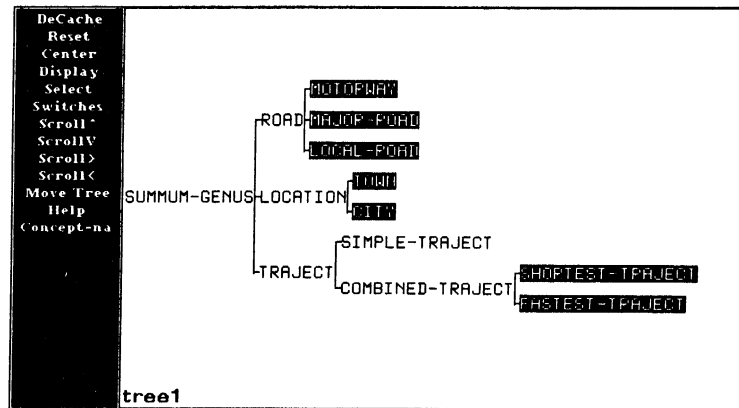 DeCache
Reset
Center
Display
Select
Switches
Scroll^
ScrollV
Scroll>
Scroll<
Move Tree
Help
Concept-na
MOTORWAY
ROAD
MAJOR-ROAD
LOCAL-ROAD
TOWN
SUMMUM-GENUS
LOCATION
CITY
SIMPLE-TRAJECT
TRAJECT
SHORTEST-TRAJECT
COMBINED-TRAJECT
FASTEST-TRAJECT
tree1